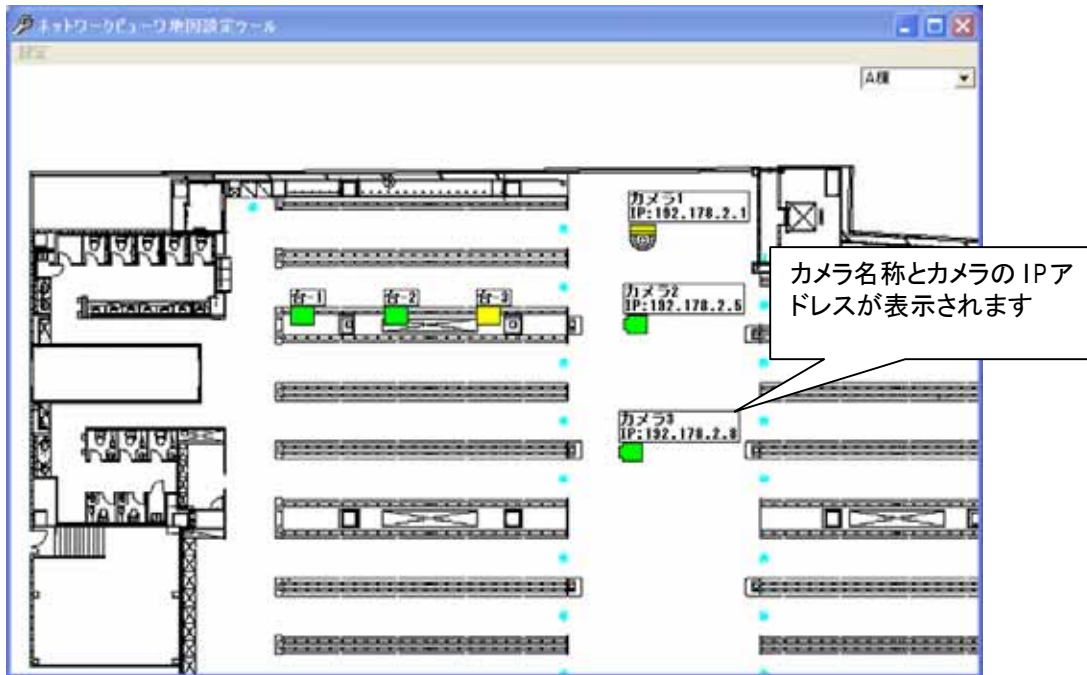 ネットワークビューワ地図設定ツール
設定
A棟
カメラ1
IP:192.178.2.1
カメラ名称とカメラの IPア
ドレスが表示されます
カメラ2
IP:192.178.2.5
台-1
台-2
台-3
カメラ3
IP:192.178.2.8